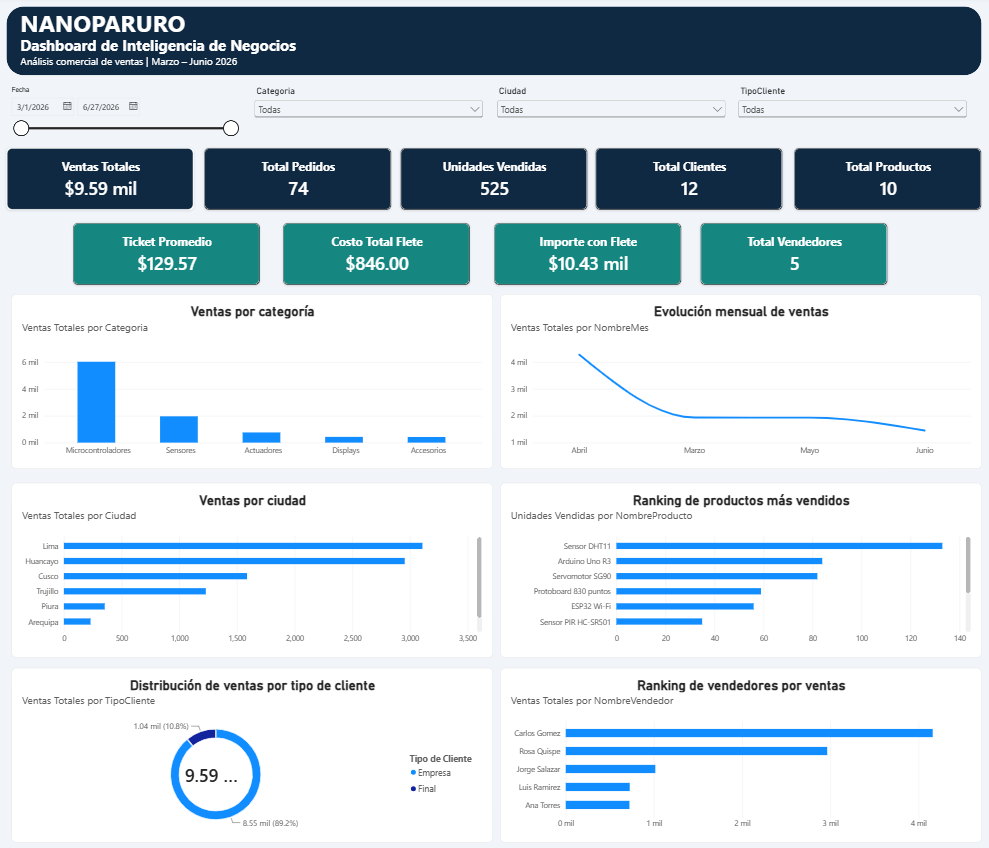 NANOPARURO
Dashboard de Inteligencia de Negocios
Análisis comercial de ventas | Marzo – Junio 2026
Fecha
3/1/2026
6/27/2026
Categoria
Todas
Ciudad
Todas
TipoCliente
Todas
Ventas Totales
$9.59 mil
Total Pedidos
74
Unidades Vendidas
525
Total Clientes
12
Total Productos
10
Ticket Promedio
$129.57
Costo Total Flete
$846.00
Importe con Flete
$10.43 mil
Total Vendedores
5
Ventas por categoría
Ventas Totales por Categoria
6 mil
4 mil
2 mil
0 mil
Microcontroladores
Sensores
Actuadores
Displays
Accesorios
Evolución mensual de ventas
Ventas Totales por NombreMes
4 mil
3 mil
2 mil
1 mil
Abril
Marzo
Mayo
Junio
Ventas por ciudad
Ventas Totales por Ciudad
Lima
Huancayo
Cusco
Trujillo
Piura
Arequipa
0
500
1,000
1,500
2,000
2,500
3,000
3,500
Ranking de productos más vendidos
Unidades Vendidas por NombreProducto
Sensor DHT11
Arduino Uno R3
Servomotor SG90
Protoboard 830 puntos
ESP32 Wi-Fi
Sensor PIR HC-SR501
0
20
40
60
80
100
120
140
Distribución de ventas por tipo de cliente
Ventas Totales por TipoCliente
1.04 mil (10.8%)
9.59 ...
8.55 mil (89.2%)
Tipo de Cliente
Empresa
Final
Ranking de vendedores por ventas
Ventas Totales por NombreVendedor
Carlos Gomez
Rosa Quispe
Jorge Salazar
Luis Ramirez
Ana Torres
0 mil
1 mil
2 mil
3 mil
4 mil